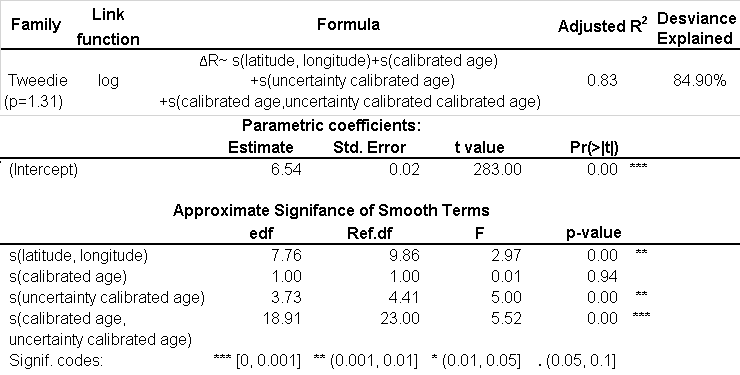 Family Link function Formula Adjusted R² Desviance Explained
Tweedie (p=1.31) log ΔR~ s(latitude, longitude)+s(calibrated age) +s(uncertainty calibrated age) +s(calibrated age,uncertainty calibrated calibrated age) 0.83 84.90%
Parametric coefficients:
Estimate Std. Error t value Pr(>|t|)
(Intercept) 6.54 0.02 283.00 0.00 ***
Approximate Signifance of Smooth Terms
edf Ref.df F p-value
s(latitude, longitude) 7.76 9.86 2.97 0.00 **
s(calibrated age) 1.00 1.00 0.01 0.94
s(uncertainty calibrated age) 3.73 4.41 5.00 0.00 **
s(calibrated age, 18.91 23.00 5.52 0.00 ***
uncertainty calibrated age)
Signif. codes: *** [0, 0.001] ** (0.001, 0.01] * (0.01, 0.05] . (0.05, 0.1]